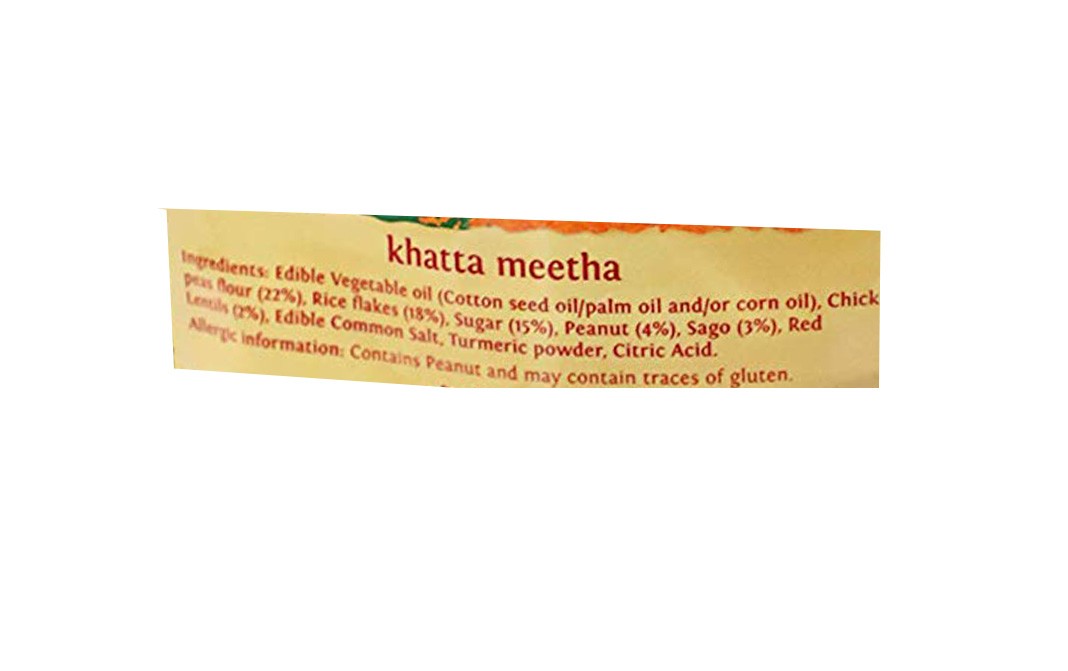 khatta meetha
Ingredients: Edible Vegetable oil (Cotton seed oil/palm oil and/or corn oil), Chick
peas flour (22%), Rice flakes (18%), Sugar (15%), Peanut (4%), Sago (3%), Red
Lentils (2%), Edible Common Salt, Turmeric powder, Citric Acid.
Allergic information: Contains Peanut and may contain traces of gluten.